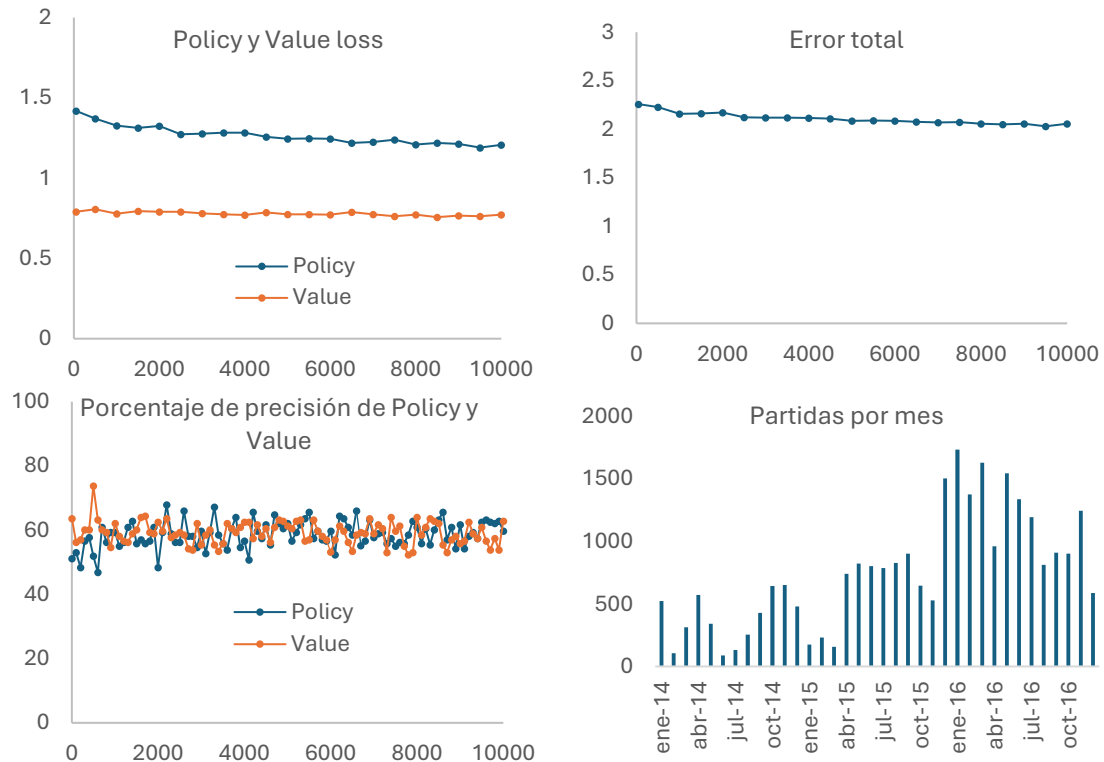 Policy y Value loss
2
1.5
1
0.5
0
Policy
Value
0 2000 4000 6000 8000 10000
Error total
3
2.5
2
1.5
1
0.5
0
0 2000 4000 6000 8000 10000
Porcentaje de precisión de Policy y
Value
100
80
60
40
20
0
Policy
Value
0 2000 4000 6000 8000 10000
Partidas por mes
2000
1500
1000
500
0
ene-14
abr-14
jul-14
oct-14
ene-15
abr-15
jul-15
oct-15
ene-16
abr-16
jul-16
oct-16